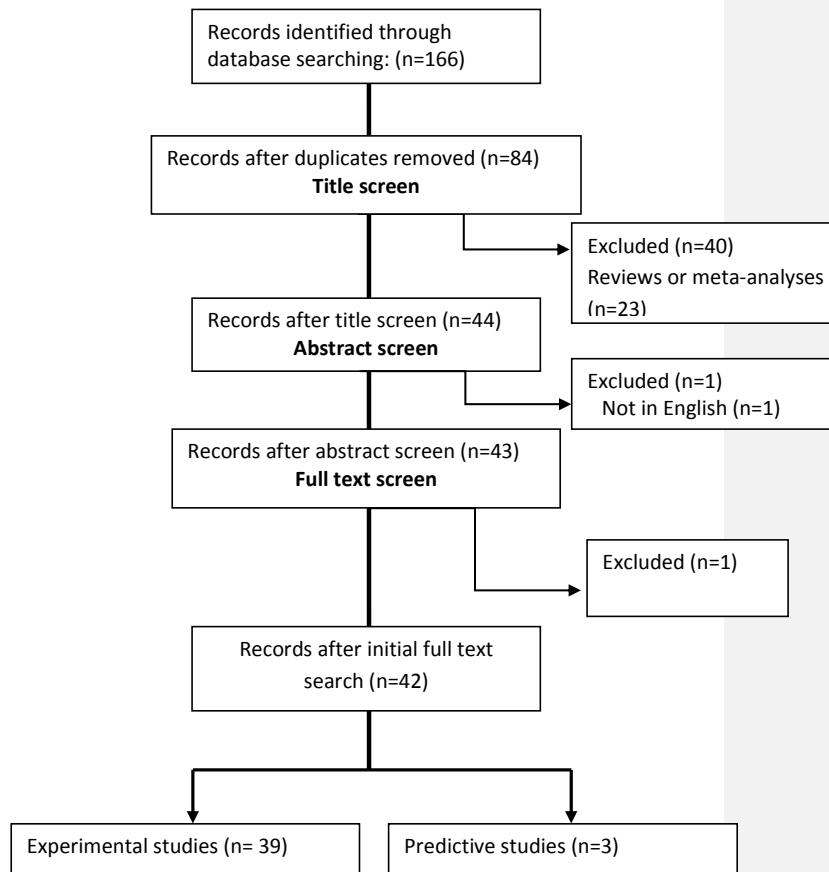 Records identified through
database searching: (n=166)
Records after duplicates removed (n=84)
Title screen
Excluded (n=40)
Reviews or meta-analyses
(n=23)
Records after title screen (n=44)
Abstract screen
Excluded (n=1)
Not in English (n=1)
Records after abstract screen (n=43)
Full text screen
Excluded (n=1)
Records after initial full text
search (n=42)
Experimental studies (n= 39)
Predictive studies (n=3)